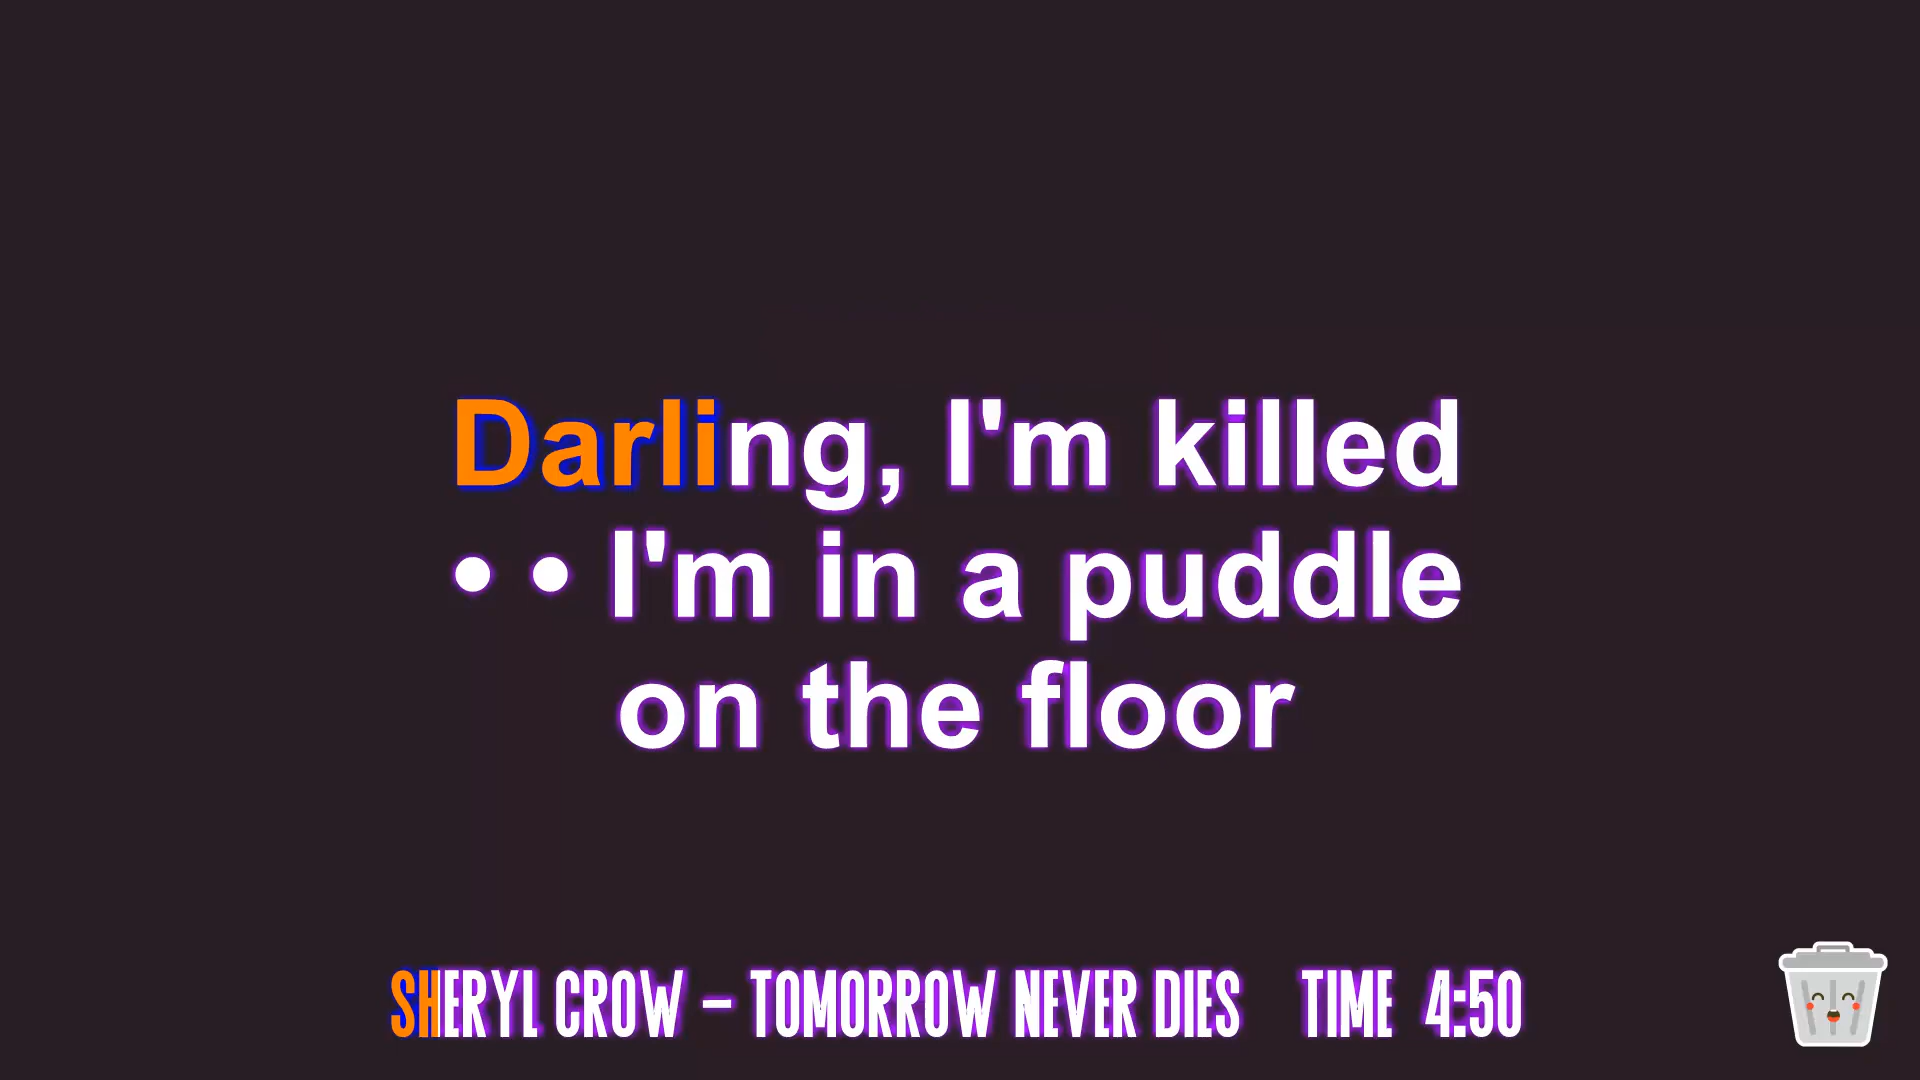 Darling, I'm killed
• • I'm in a puddle
on the floor
SHERYL CROW - TOMORROW NEVER DIES TIME 4:50